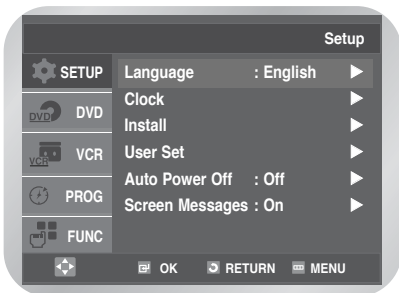 Setup
SETUP
DVD DVD
VCR VCR
PROG
FUNC
Language : English
Clock
Install
User Set
Auto Power Off : Off
Screen Messages : On
OK RETURN MENU